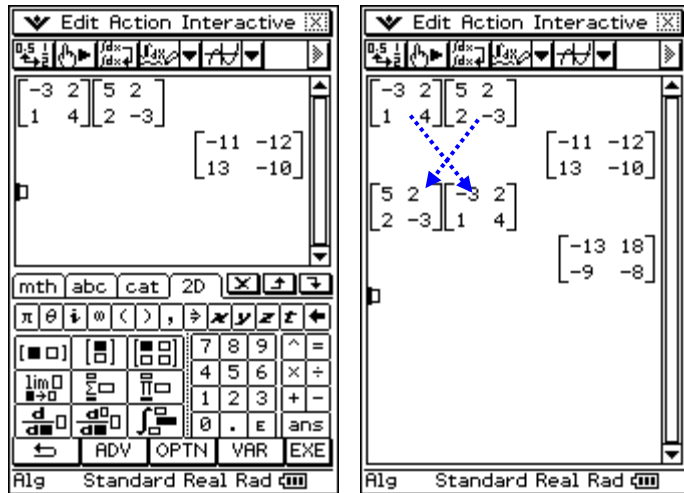 Edit Action Interactive
[-3 2][5 2]
[1 4][2 -3]
[-11 -12]
[13 -10]
mth abc cat 2D
π θ i ∞ ( ) , ⇒ x y z t ←
7 8 9 ^ =
4 5 6 × ÷
lim
Σ Π
1 2 3 + -
d d ∫
0 . E ans
ADV OPTN VAR EXE
Alg Standard Real Rad
Edit Action Interactive
[-3 2][5 2]
[1 4][2 -3]
[-11 -12]
[13 -10]
[5 2][-3 2]
[2 -3][1 4]
[-13 18]
[-9 -8]
Alg Standard Real Rad